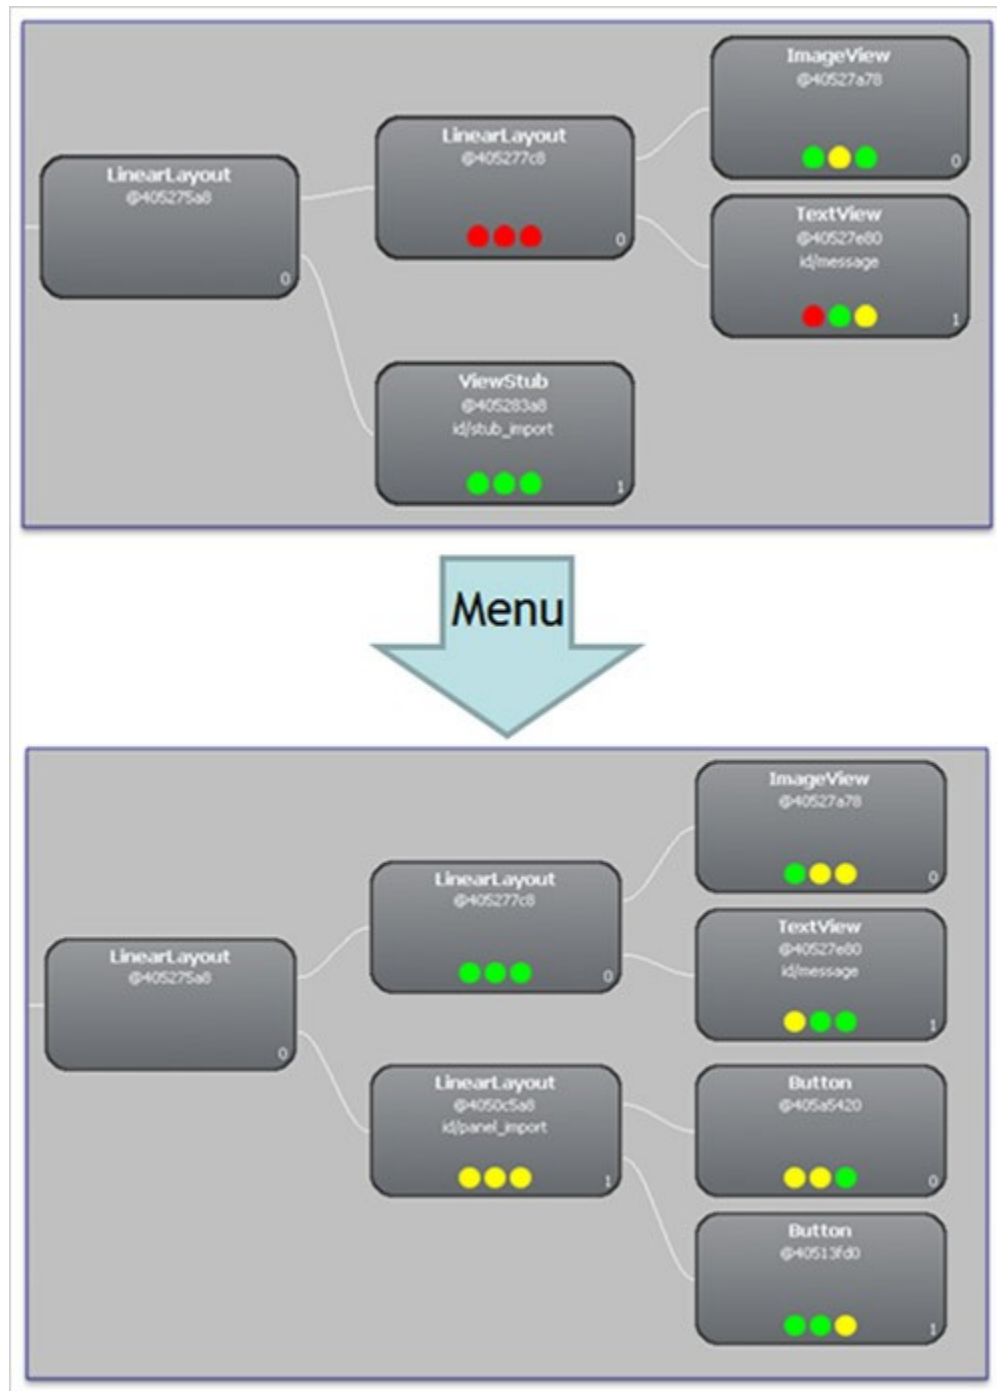 ImageView
@40527a78
0
LinearLayout
@405277c8
0
LinearLayout
@405275a8
0
TextView
@40527e80
id/message
1
ViewStub
@405283a8
id/stub_import
1
Menu
ImageView
@40527a78
0
LinearLayout
@405277c8
0
TextView
@40527e80
id/message
1
LinearLayout
@405275a8
0
LinearLayout
@4050c5a8
id/panel_import
1
Button
@405a5420
0
Button
@40513fd0
1